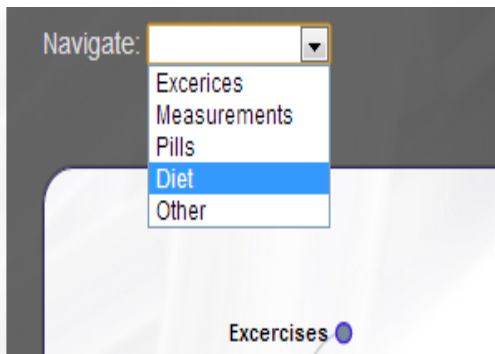 Navigate:
Excerices
Measurements
Pills
Diet
Other
Excercises